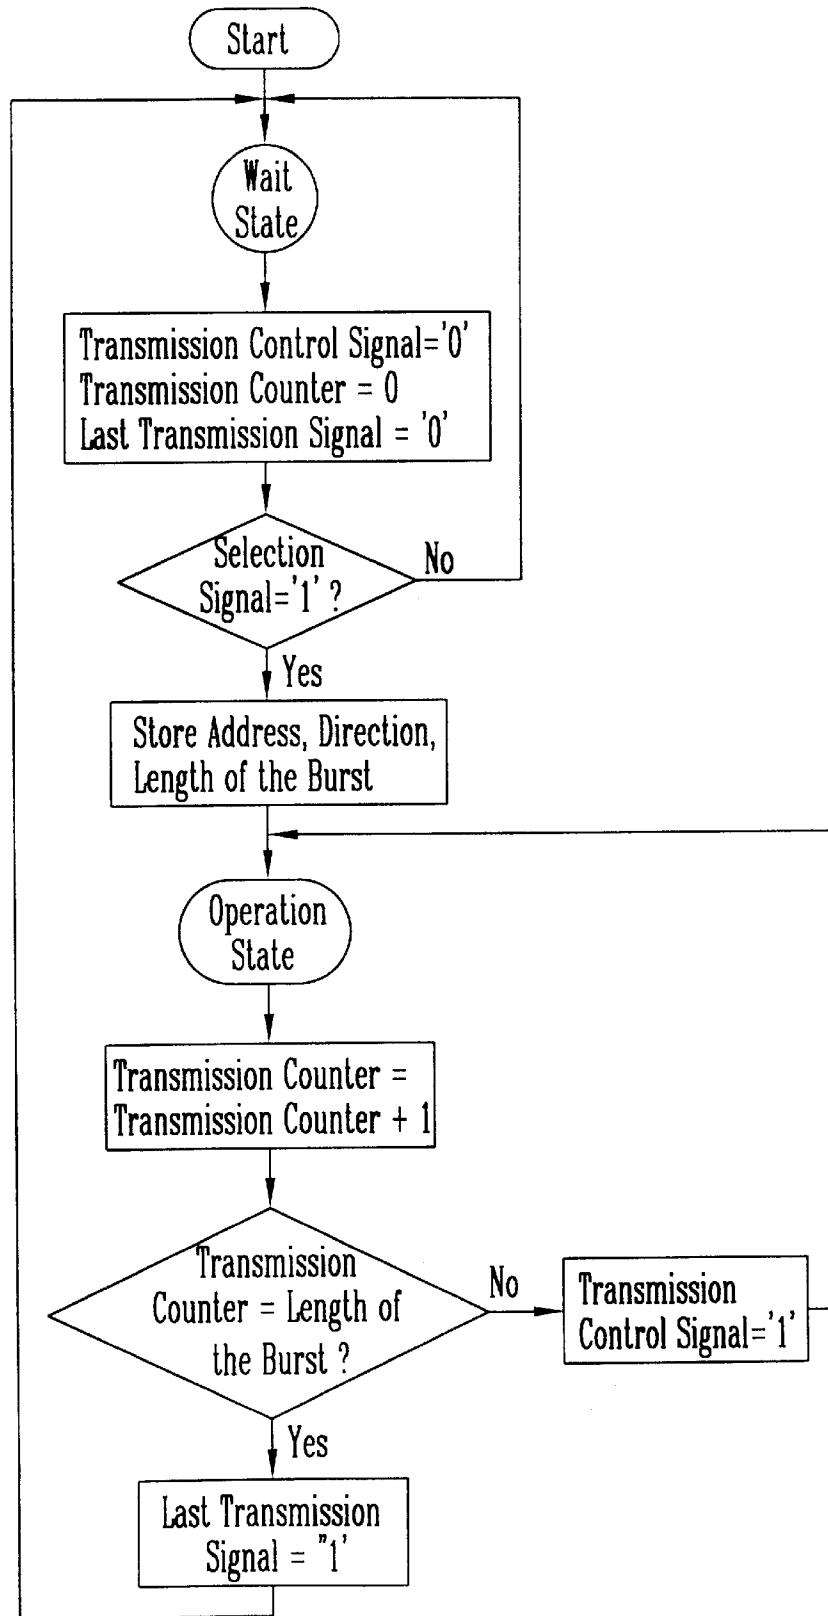 Start
Wait
State
Transmission Control Signal='0'
Transmission Counter = 0
Last Transmission Signal = '0'
Selection
Signal='1' ?
No
Yes
Store Address, Direction,
Length of the Burst
Operation
State
Transmission Counter =
Transmission Counter + 1
Transmission
Counter = Length of
the Burst ?
No
Transmission
Control Signal='1'
Yes
Last Transmission
Signal = "1'